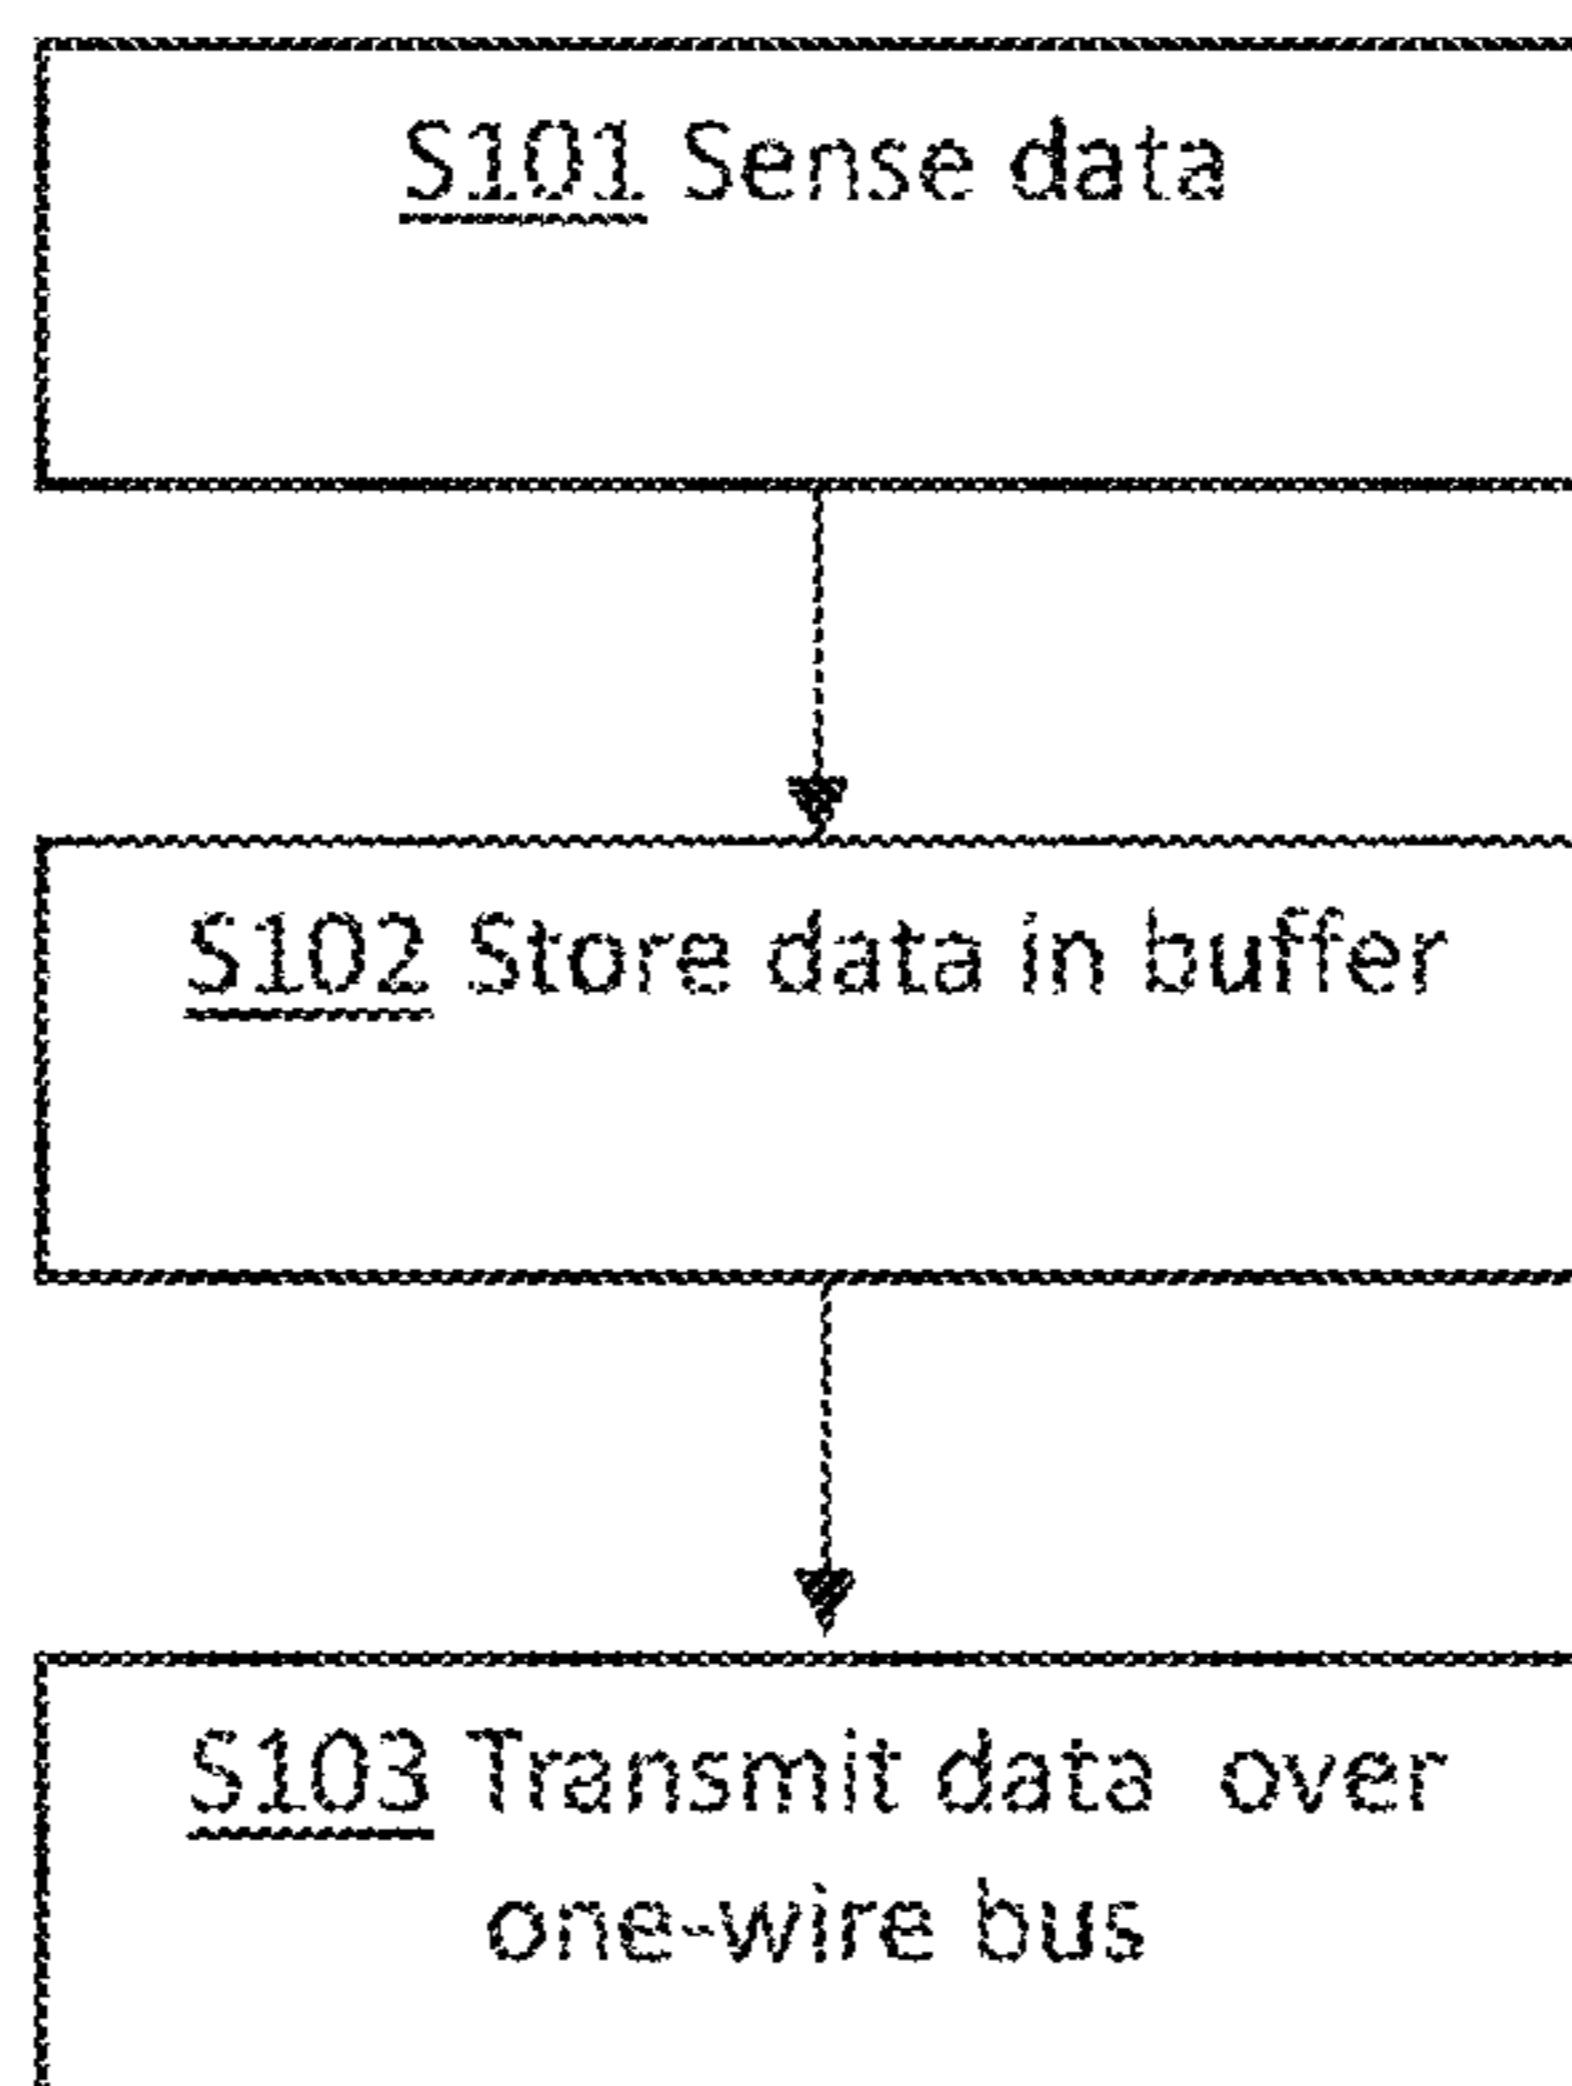 S101 Sense data
S102 Store data in buffer
S103 Transmit data over
one-wire bus